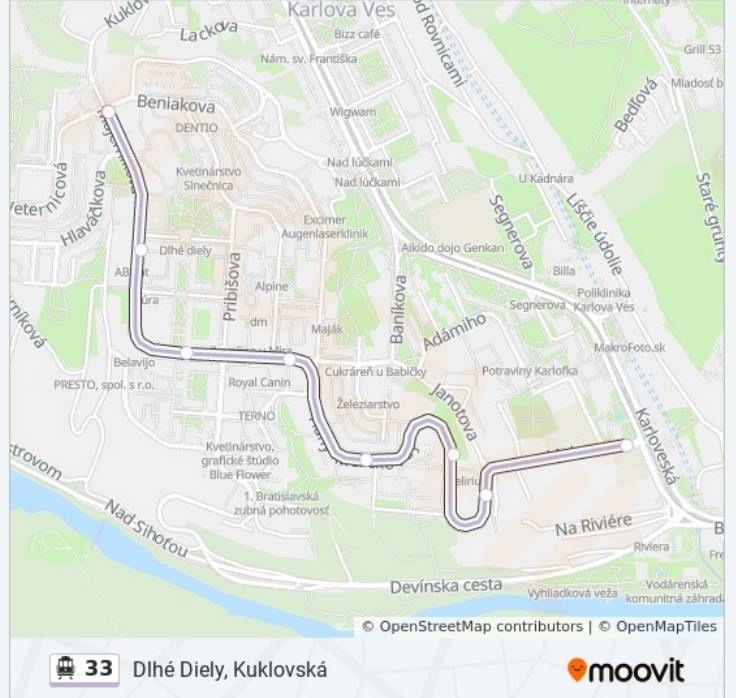 Karlova Ves
Lackova
Bizz café
Nám. sv. Františka
Grill 53
Mladosť b
Beniakova
Wigwam
Bedľová
DENTIO
Nad lúčkami
Nad lúčkami
Kvetinárstvo
Slnečnica
U Kadnára
Hlaváčkova
Líščie údolie
Staré grunty
Segnerova
Excimer
Augenlaserklinik
Dlhé diely
Aikido dojo Genkan
Billa
Pribišova
Alpine
Baníkova
Segnerova
Poliklinika
Karlova Ves
dm
Maják
Adámiho
MakroFoto.sk
Belavijo
Cukráreň u Babičky
Potraviny Karlofka
PRESTO, spol. s r.o.
Royal Canin
Janotova
Železiarstvo
TERNO
Karloveská
Kvetinárstvo,
grafické štúdio
Blue Flower
1. Bratislavská
zubná pohotovosť
Nad Sihoťou
Na Riviére
Riviera
Devínska cesta
Vyhliadková veža
Vodárenská
komunitná záhrad
© OpenStreetMap contributors | © OpenMapTiles
33
Dlhé Diely, Kuklovská
moovit